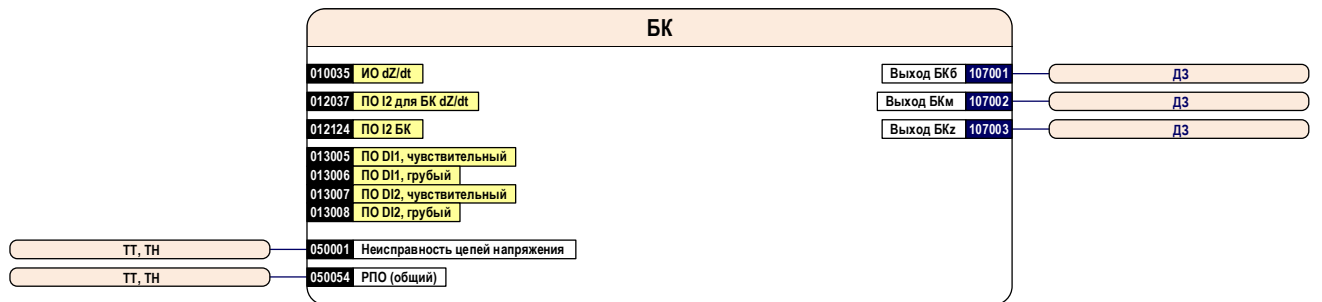 БК
010035 ИО dZ/dt
Выход БКб 107001 ДЗ
012037 ПО I2 для БК dZ/dt
Выход БКм 107002 ДЗ
012124 ПО I2 БК
Выход БКz 107003 ДЗ
013005 ПО DI1, чувствительный
013006 ПО DI1, грубый
013007 ПО DI2, чувствительный
013008 ПО DI2, грубый
ТТ, ТН 050001 Неисправность цепей напряжения
ТТ, ТН 050054 РПО (общий)